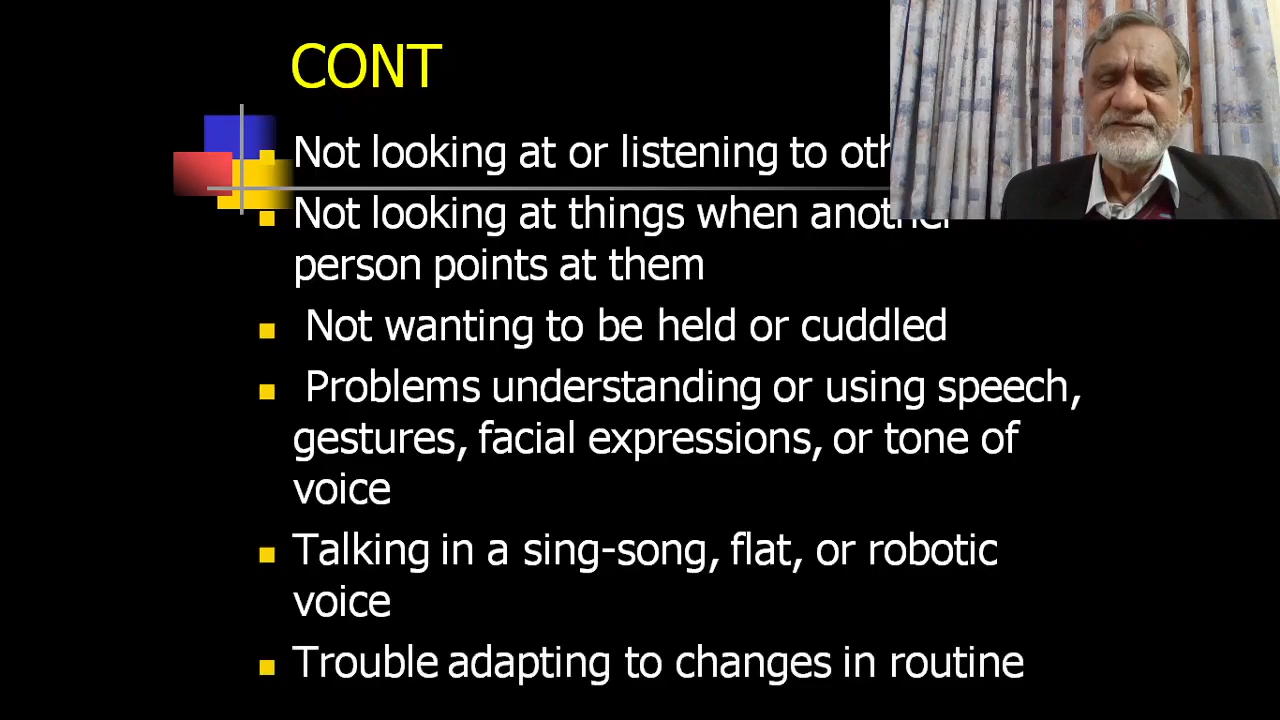 CONT
Not looking at or listening to
Not looking at things when another
person points at them
Not wanting to be held or cuddled
Problems understanding or using speech,
gestures, facial expressions, or tone of
voice
Talking in a sing-song, flat, or robotic
voice
Trouble adapting to changes in routine